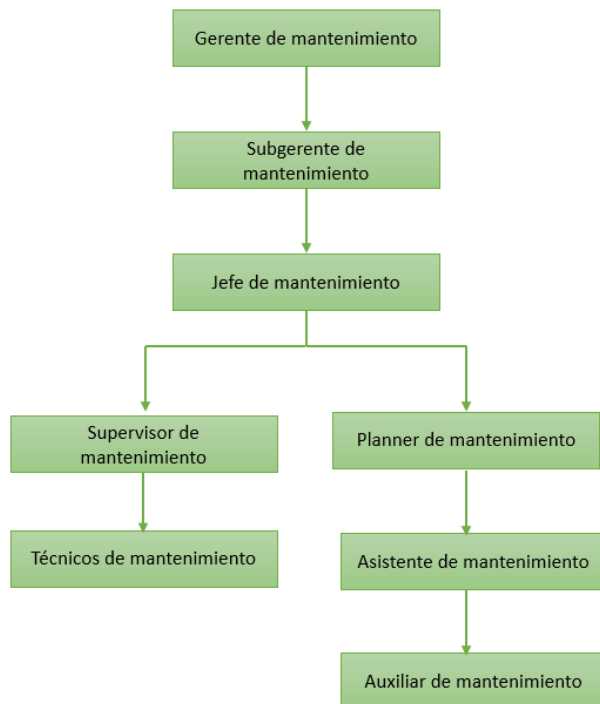 Gerente de mantenimiento
Subgerente de
mantenimiento
Jefe de mantenimiento
Supervisor de
mantenimiento
Planner de mantenimiento
Técnicos de mantenimiento
Asistente de mantenimiento
Auxiliar de mantenimiento